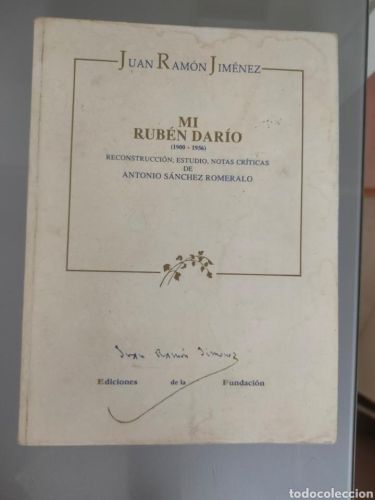 JUAN RAMÓN JIMÉNEZ
MI
RUBÉN DARÍO
(1900 - 1956)
RECONSTRUCCIÓN, ESTUDIO, NOTAS CRÍTICAS
DE
ANTONIO SÁNCHEZ ROMERALO
Juan Ramón Jiménez
Ediciones de la Fundación
todocoleccion